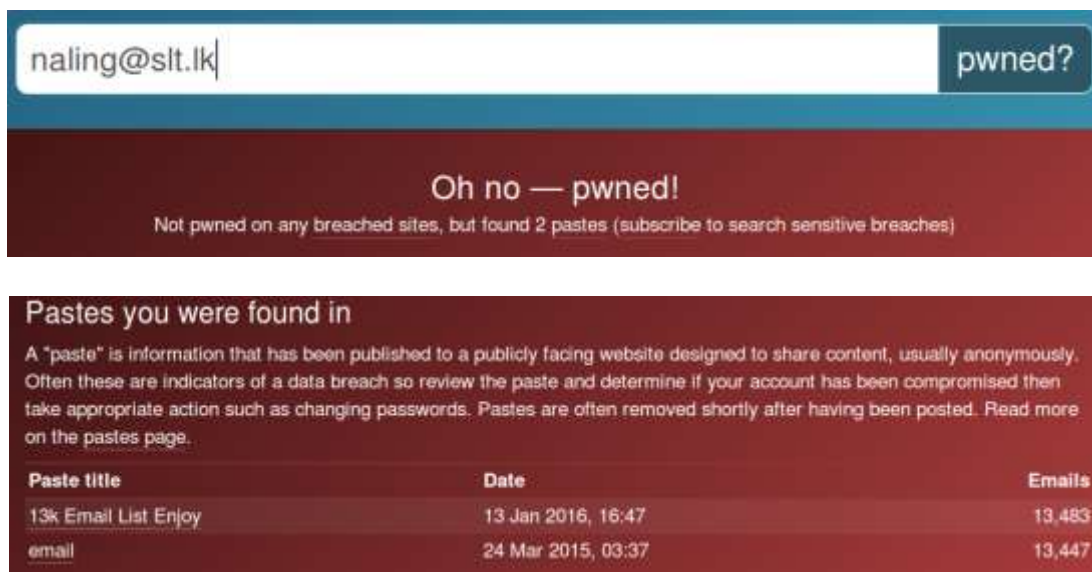 naling@slt.lk
pwned?
Oh no — pwned!
Not pwned on any breached sites, but found 2 pastes (subscribe to search sensitive breaches)
Pastes you were found in
A "paste" is information that has been published to a publicly facing website designed to share content, usually anonymously.
Often these are indicators of a data breach so review the paste and determine if your account has been compromised then
take appropriate action such as changing passwords. Pastes are often removed shortly after having been posted. Read more
on the pastes page.
Paste title Date Emails
13k Email List Enjoy 13 Jan 2016, 16:47 13,483
email 24 Mar 2015, 03:37 13,447